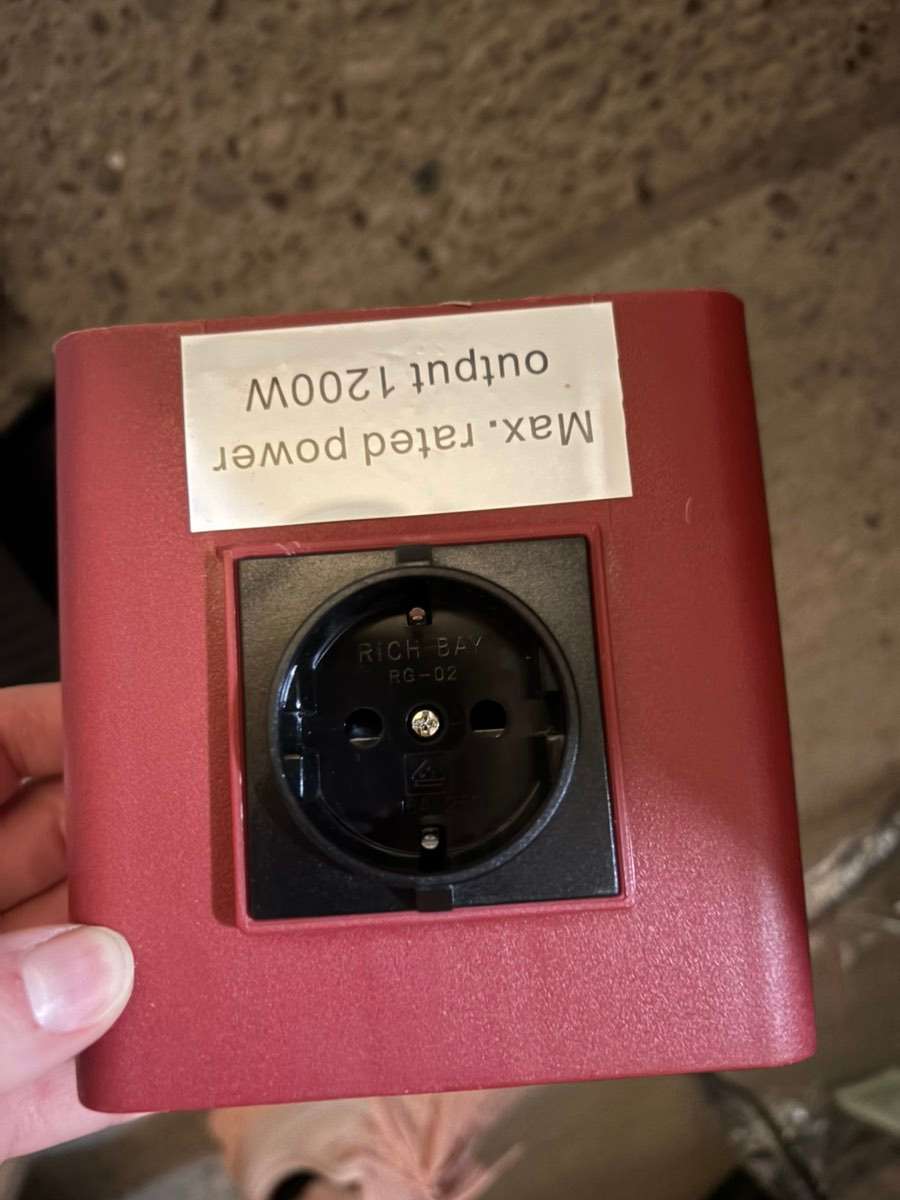 Max. rated power
output 1200W
RICH BAY
RG-02